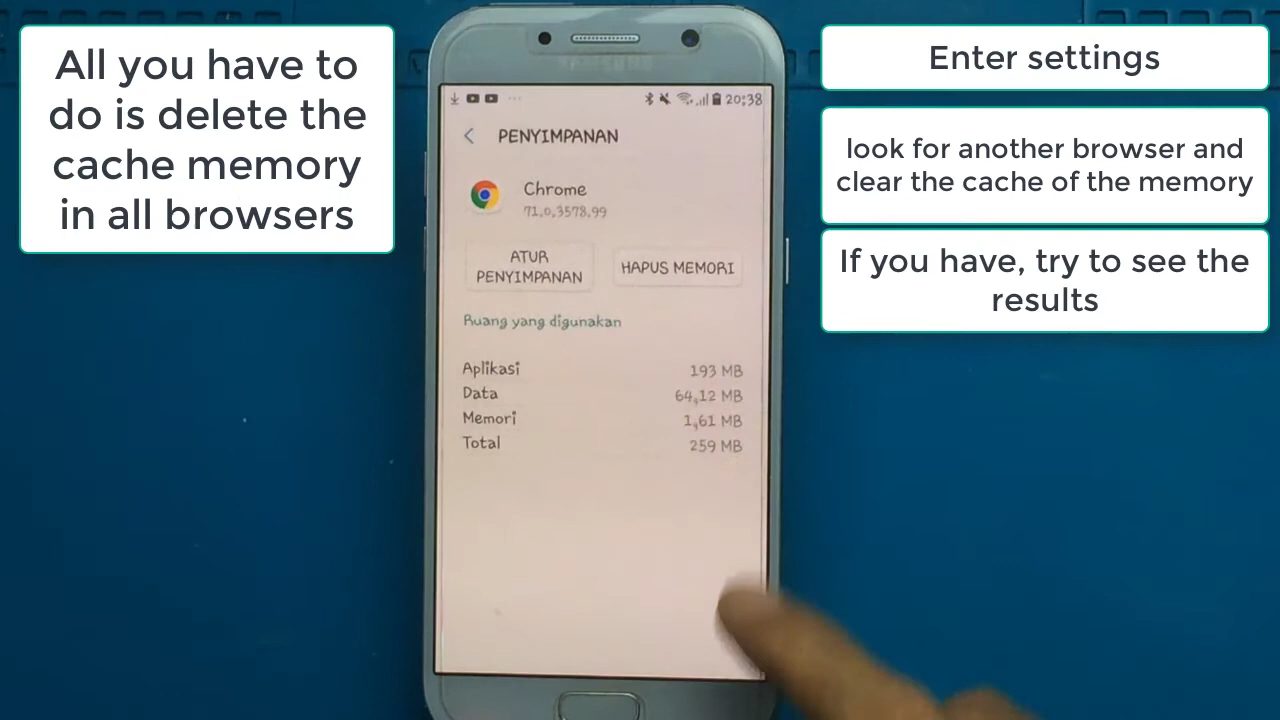 All you have to
do is delete the
cache memory
in all browsers
Enter settings
look for another browser and
clear the cache of the memory
If you have, try to see the
results
20:38
PENYIMPANAN
Chrome
71.0.3578.99
ATUR
PENYIMPANAN
HAPUS MEMORI
Ruang yang digunakan
Aplikasi 193 MB
Data 64,12 MB
Memori 1,61 MB
Total 259 MB